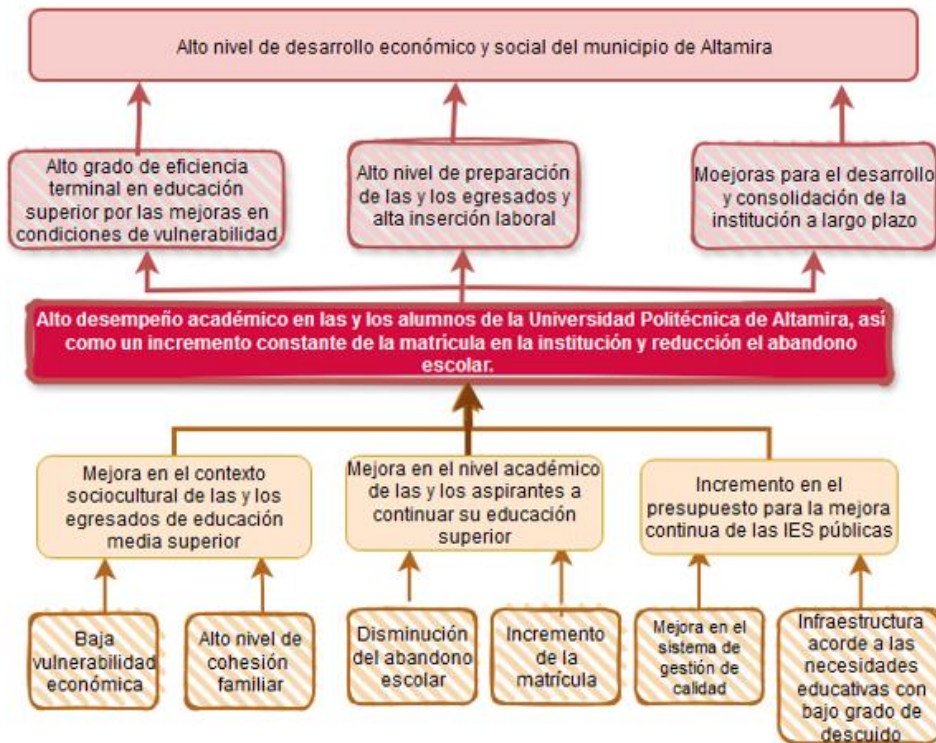 Alto nivel de desarrollo económico y social del municipio de Altamira
Alto grado de eficiencia
terminal en educación
superior por las mejoras en
condiciones de vulnerabilidad
Alto nivel de preparación
de las y los egresados y
alta inserción laboral
Moejoras para el desarrollo
y consolidación de la
institución a largo plazo
Alto desempeño académico en las y los alumnos de la Universidad Politécnica de Altamira, así
como un incremento constante de la matrícula en la institución y reducción el abandono
escolar.
Mejora en el contexto
sociocultural de las y los
egresados de educación
media superior
Mejora en el nivel académico
de las y los aspirantes a
continuar su educación
superior
Incremento en el
presupuesto para la mejora
continua de las IES públicas
Baja
vulnerabilidad
económica
Alto nivel de
cohesión
familiar
Disminución
del abandono
escolar
Incremento
de la
matrícula
Mejora en el
sistema de
gestión de
calidad
Infraestructura
acorde a las
necesidades
educativas con
bajo grado de
descuido